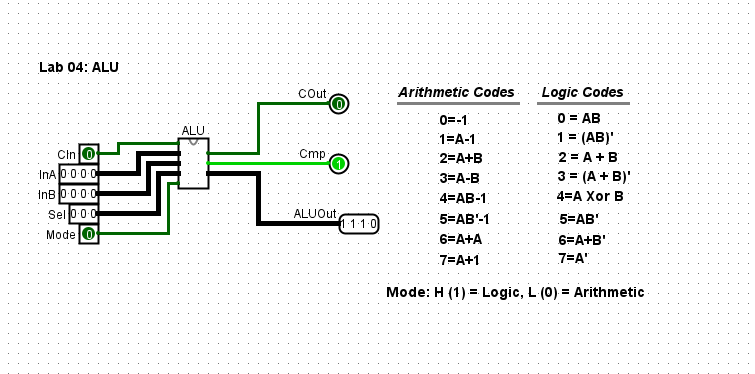 Lab 04: ALU
COut
0
Arithmetic Codes
Logic Codes
0=-1
0 = AB
1=A-1
1 = (AB)'
2=A+B
2 = A + B
3=A-B
3 = (A + B)'
4=AB-1
4=A Xor B
5=AB'-1
5=AB'
6=A+A
6=A+B'
7=A+1
7=A'
ALU
CIn
0
Cmp
1
InA
0 0 0 0
InB
0 0 0 0
Sel
0 0 0
ALUOut
1 1 1 0
Mode
0
Mode: H (1) = Logic, L (0) = Arithmetic